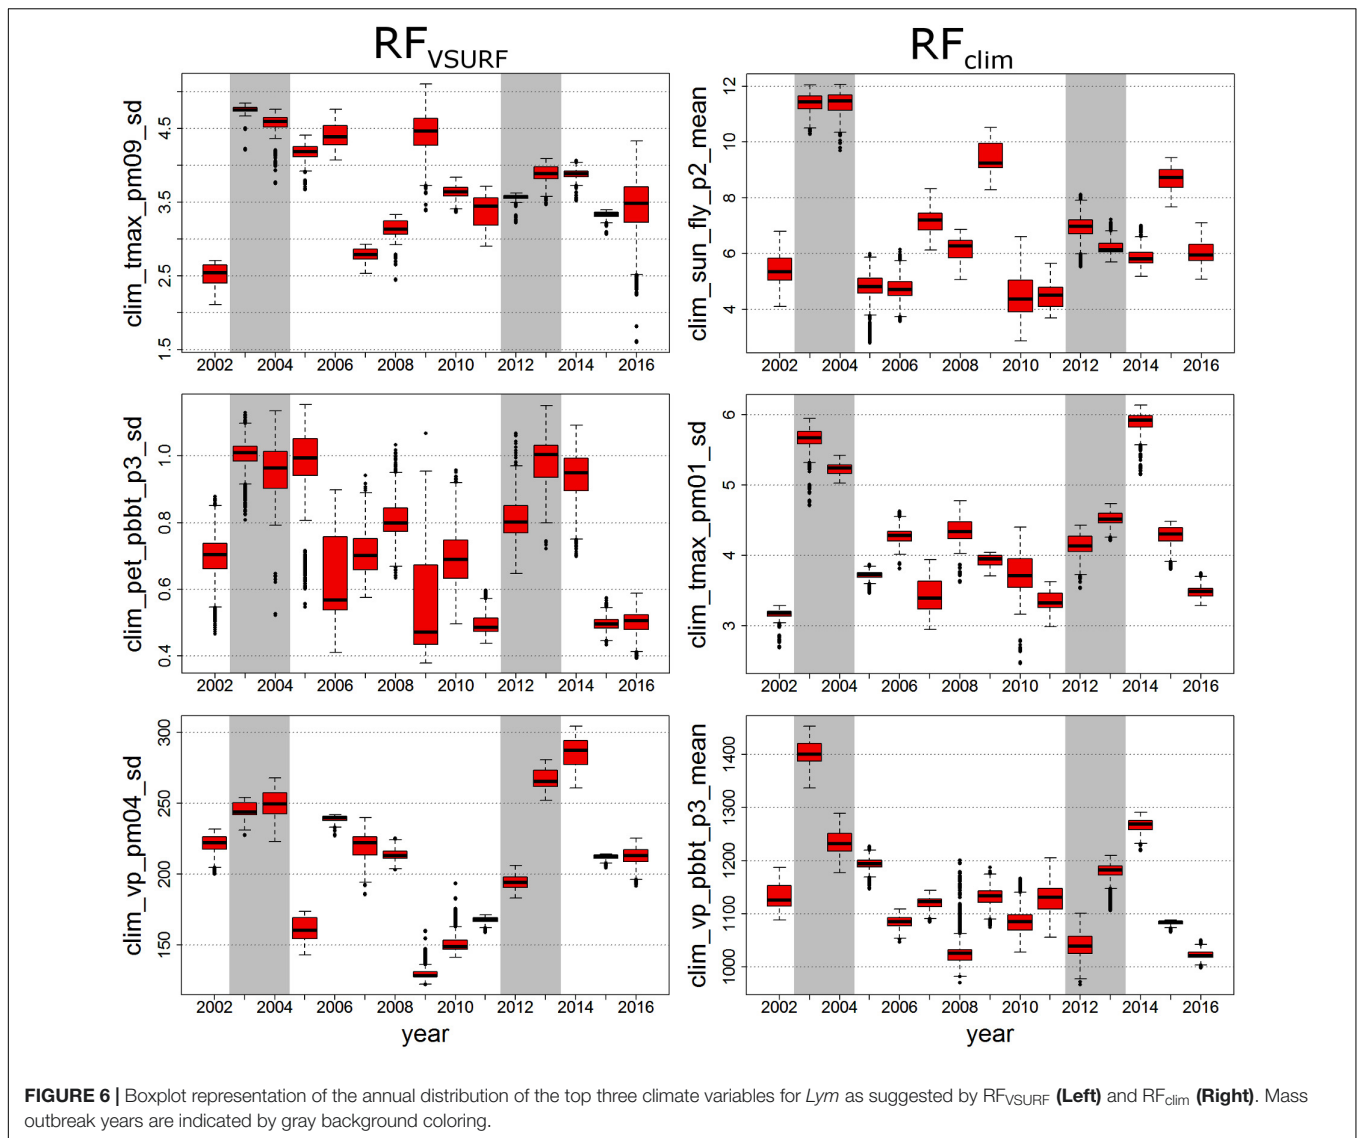 RF_VSURF
RF_clim
clim_tmax_pm09_sd
1.5 2.5 3.5 4.5
2002 2004 2006 2008 2010 2012 2014 2016
clim_sun_fly_p2_mean
4 6 8 10 12
2002 2004 2006 2008 2010 2012 2014 2016
clim_pet_pbbt_p3_sd
0.4 0.6 0.8 1.0
2002 2004 2006 2008 2010 2012 2014 2016
clim_tmax_pm01_sd
3 4 5 6
2002 2004 2006 2008 2010 2012 2014 2016
clim_vp_pm04_sd
150 200 250 300
2002 2004 2006 2008 2010 2012 2014 2016
year
clim_vp_pbbt_p3_mean
1000 1100 1200 1300 1400
2002 2004 2006 2008 2010 2012 2014 2016
year
FIGURE 6 | Boxplot representation of the annual distribution of the top three climate variables for Lym as suggested by RF_VSURF (Left) and RF_clim (Right). Mass
outbreak years are indicated by gray background coloring.